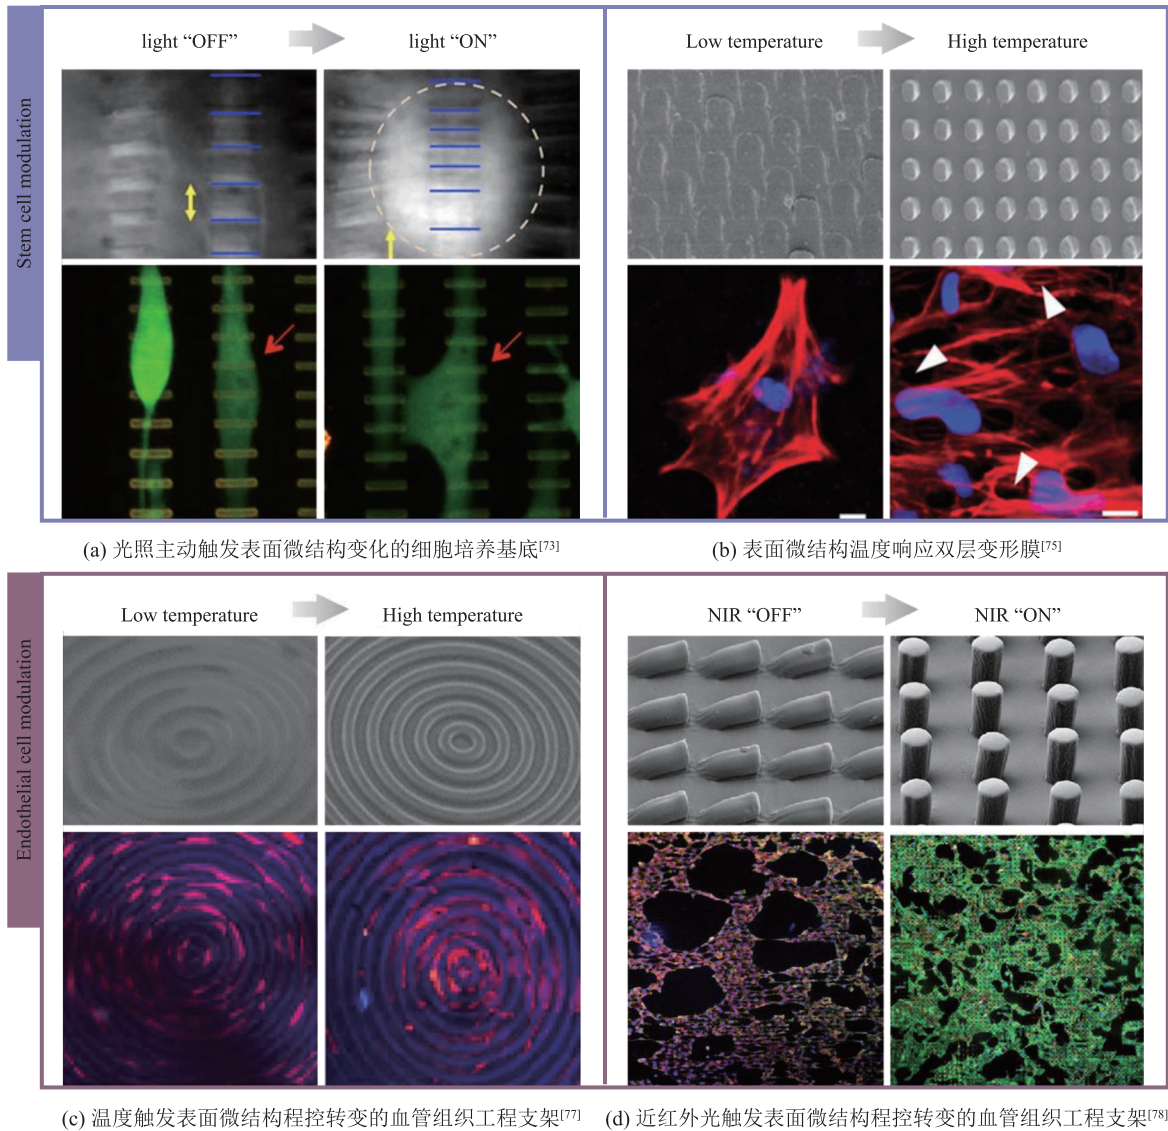 Stem cell modulation
light “OFF”
light “ON”
Low temperature
High temperature
(a) 光照主动触发表面微结构变化的细胞培养基底[73]
(b) 表面微结构温度响应双层变形膜[75]
Endothelial cell modulation
Low temperature
High temperature
NIR “OFF”
NIR “ON”
(c) 温度触发表面微结构程控转变的血管组织工程支架[77]
(d) 近红外光触发表面微结构程控转变的血管组织工程支架[78]